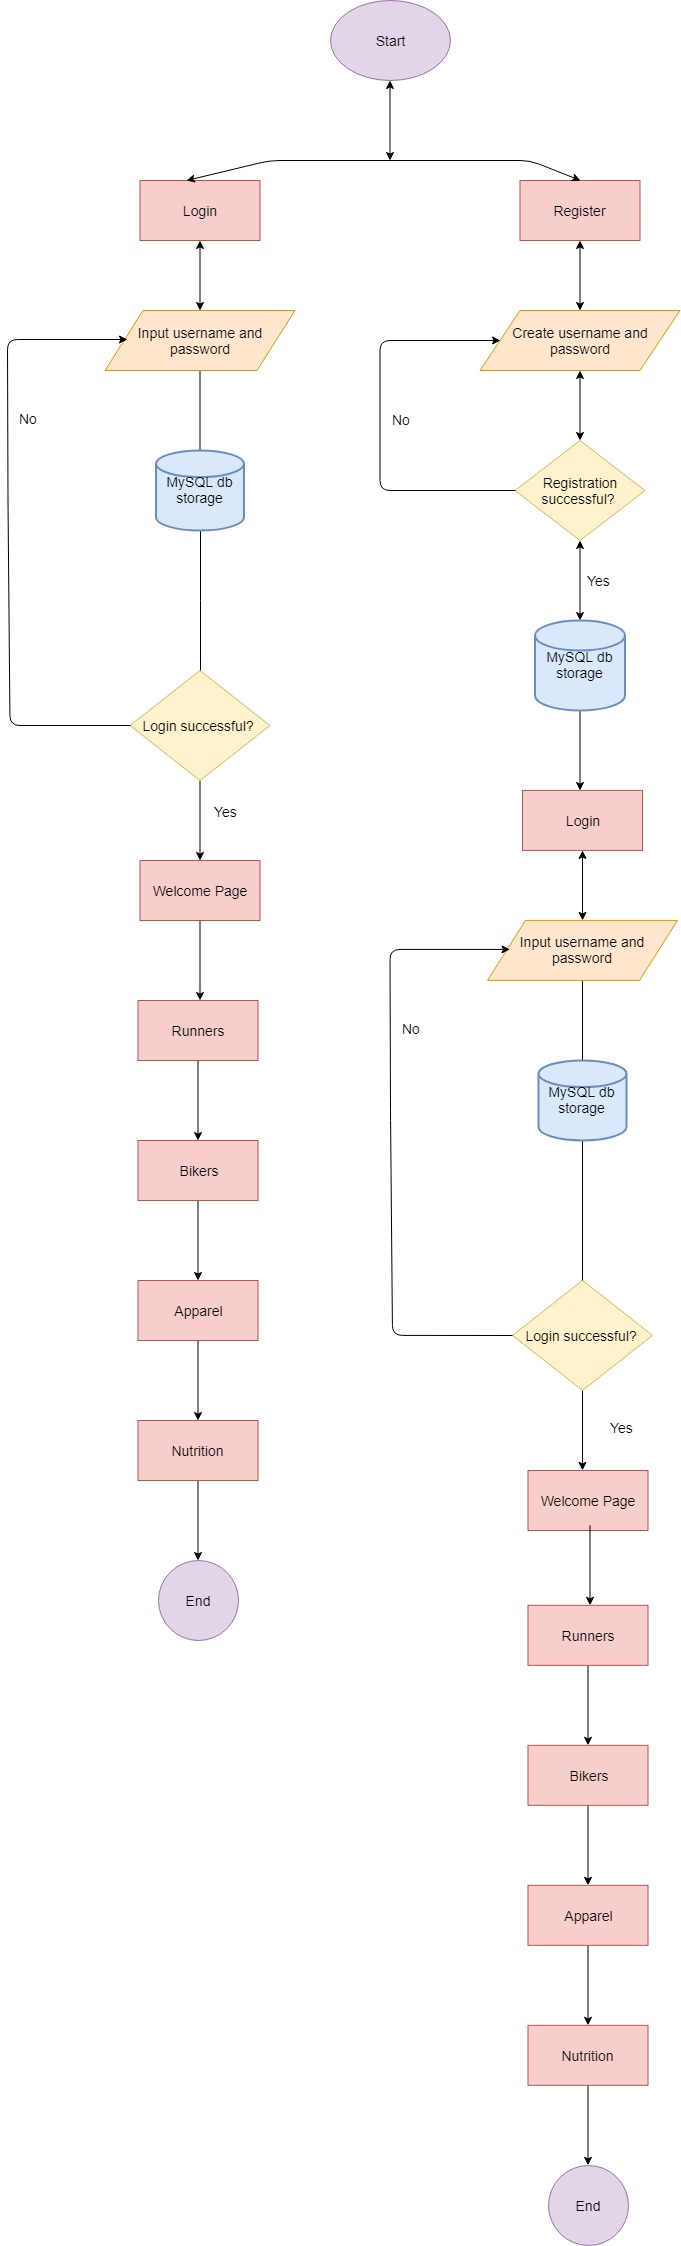 Start
Login
Input username and
password
No
MySQL db
storage
Login successful?
Yes
Welcome Page
Runners
Bikers
Apparel
Nutrition
End
Register
Create username and
password
No
Registration
successful?
Yes
MySQL db
storage
Login
Input username and
password
No
MySQL db
storage
Login successful?
Yes
Welcome Page
Runners
Bikers
Apparel
Nutrition
End